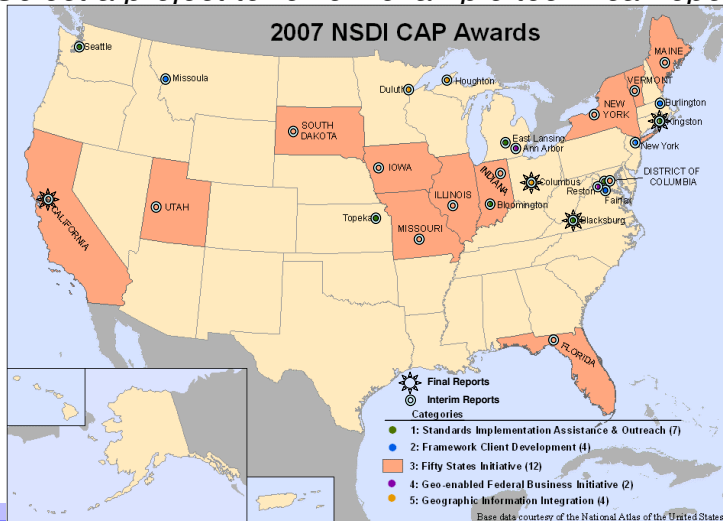 2007 NSDI CAP Awards
Seattle
Missoula
Duluth
Houghton
MAINE
VERMONT
NEW
YORK
Burlington
Kingston
New York
SOUTH
DAKOTA
East Lansing
Ann Arbor
IOWA
INDIANA
Columbus
DISTRICT OF
COLUMBIA
Reston
Fairfax
ILLINOIS
UTAH
CALIFORNIA
Bloomington
Topeka
MISSOURI
Blacksburg
FLORIDA
Final Reports
Interim Reports
Categories
1: Standards Implementation Assistance & Outreach (7)
2: Framework Client Development (4)
3: Fifty States Initiative (12)
4: Geo-enabled Federal Business Initiative (2)
5: Geographic Information Integration (4)
Base data courtesy of the National Atlas of the United States